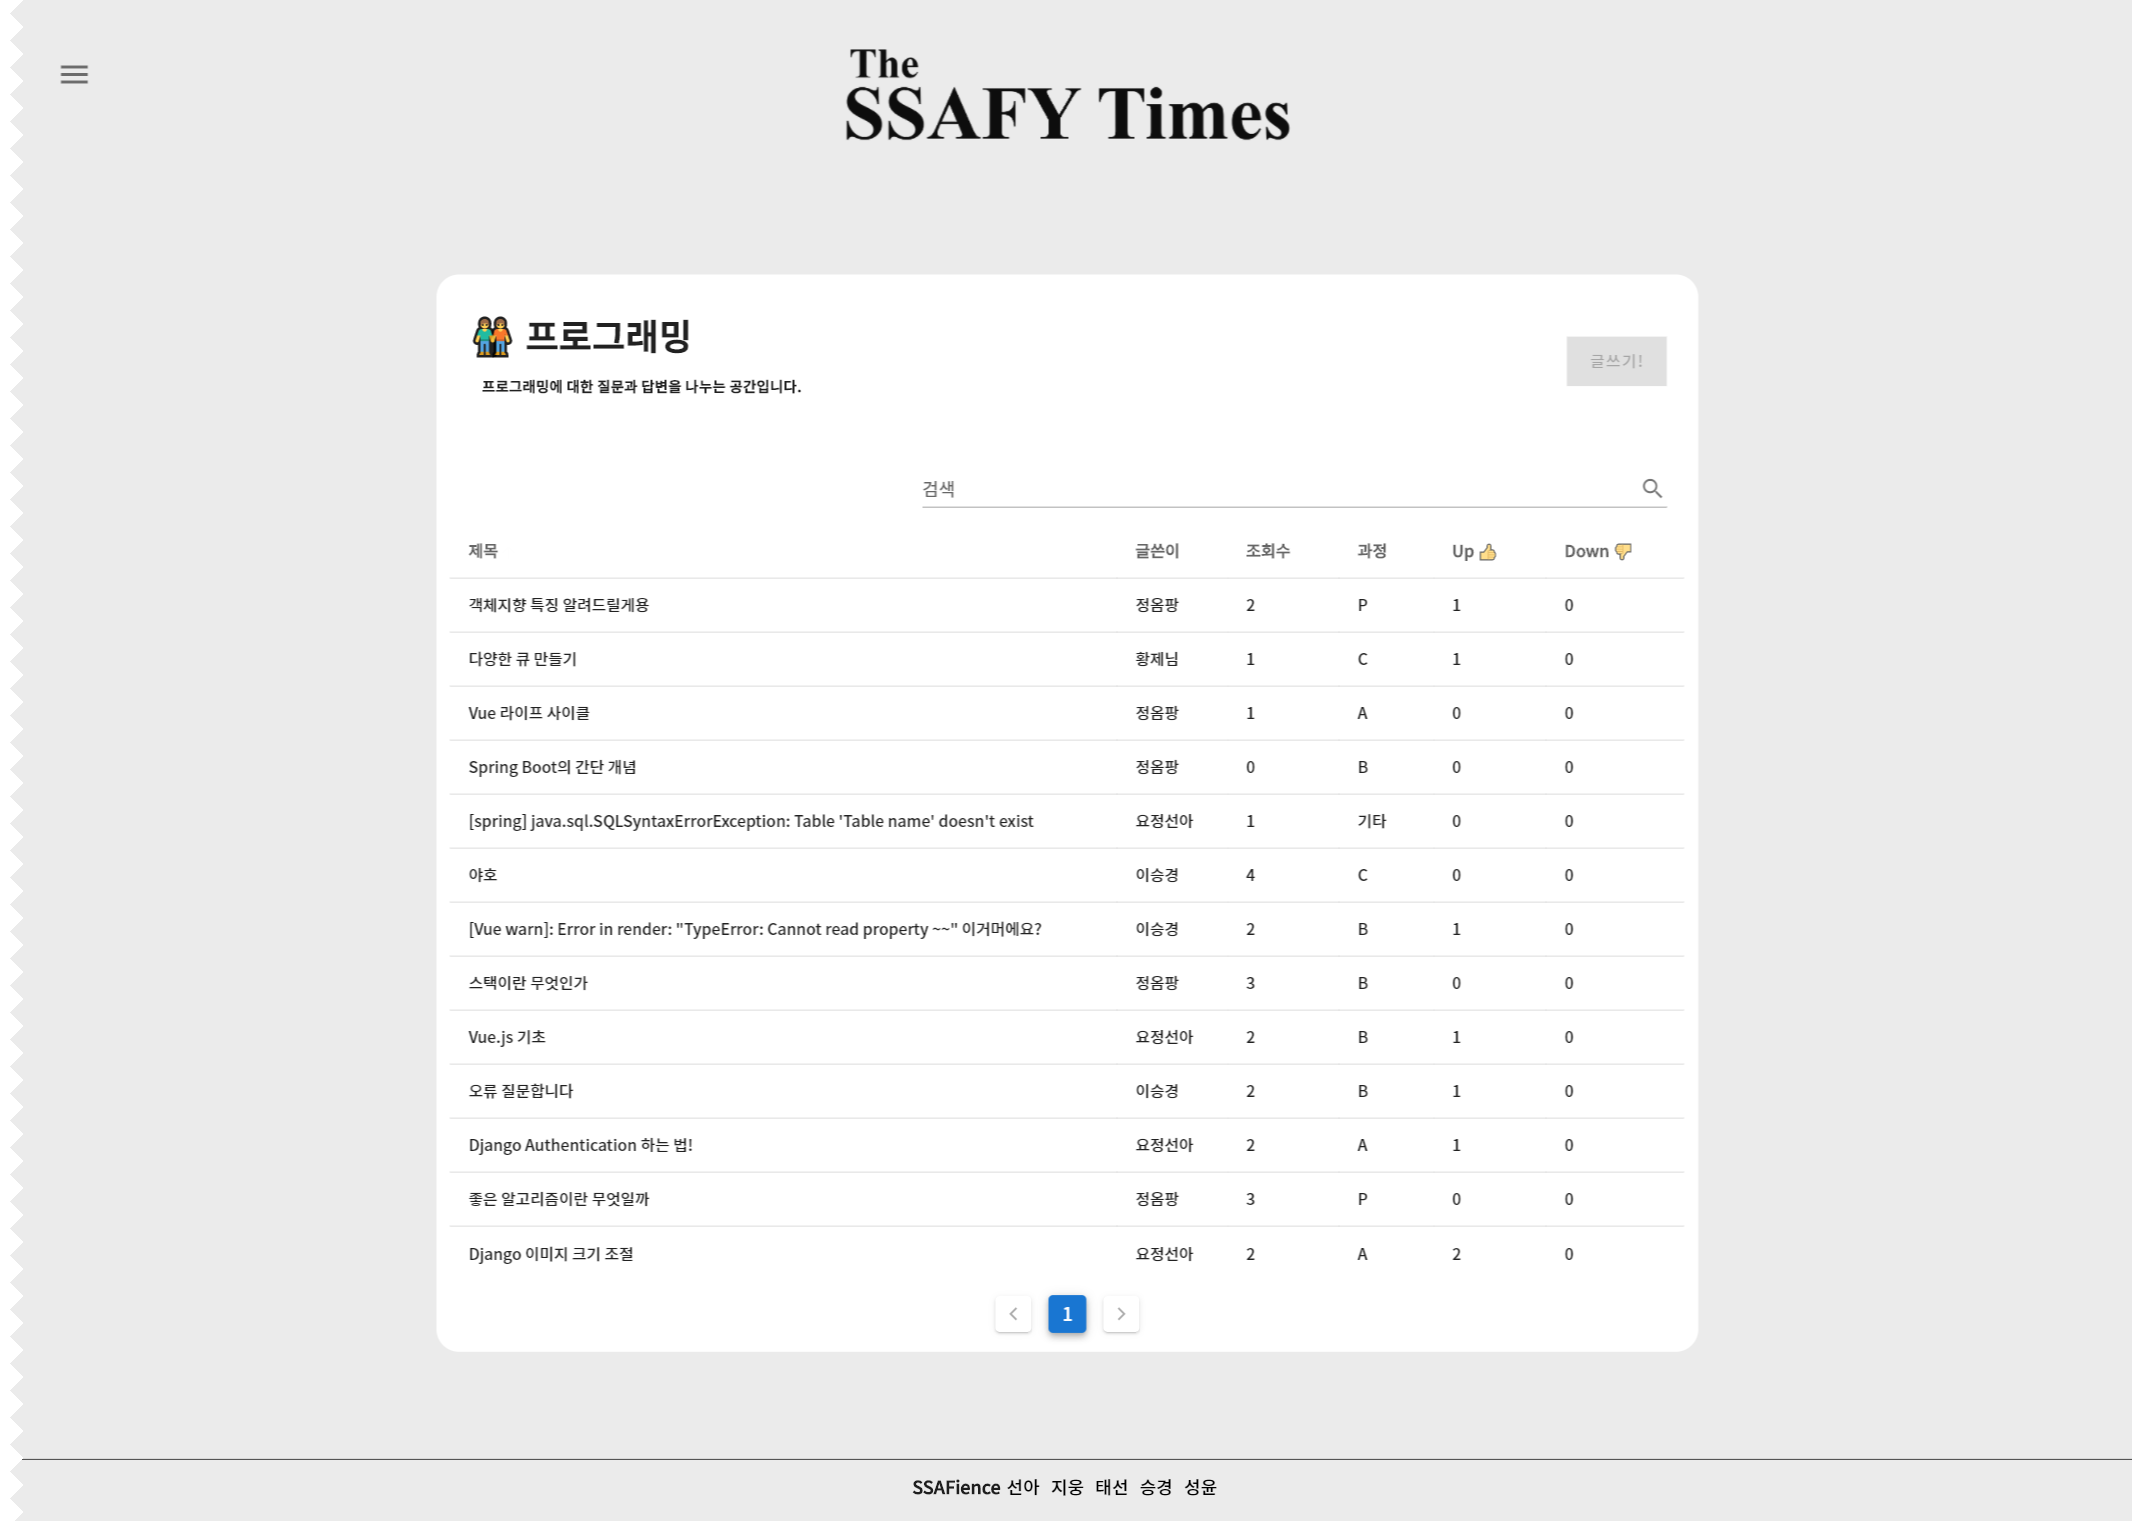 The
SSAFY Times
프로그래밍
글쓰기!
프로그래밍에 대한 질문과 답변을 나누는 공간입니다.
검색
제목 글쓴이 조회수 과정 Up 👍 Down 👎
객체지향 특징 알려드릴게용 정옴팡 2 P 1 0
다양한 큐 만들기 황제님 1 C 1 0
Vue 라이프 사이클 정옴팡 1 A 0 0
Spring Boot의 간단 개념 정옴팡 0 B 0 0
[spring] java.sql.SQLSyntaxErrorException: Table 'Table name' doesn't exist 요정선아 1 기타 0 0
야호 이승경 4 C 0 0
[Vue warn]: Error in render: "TypeError: Cannot read property ~~" 이거머에요? 이승경 2 B 1 0
스택이란 무엇인가 정옴팡 3 B 0 0
Vue.js 기초 요정선아 2 B 1 0
오류 질문합니다 이승경 2 B 1 0
Django Authentication 하는 법! 요정선아 2 A 1 0
좋은 알고리즘이란 무엇일까 정옴팡 3 P 0 0
Django 이미지 크기 조절 요정선아 2 A 2 0
1
SSAFience 선아 지웅 태선 승경 성윤